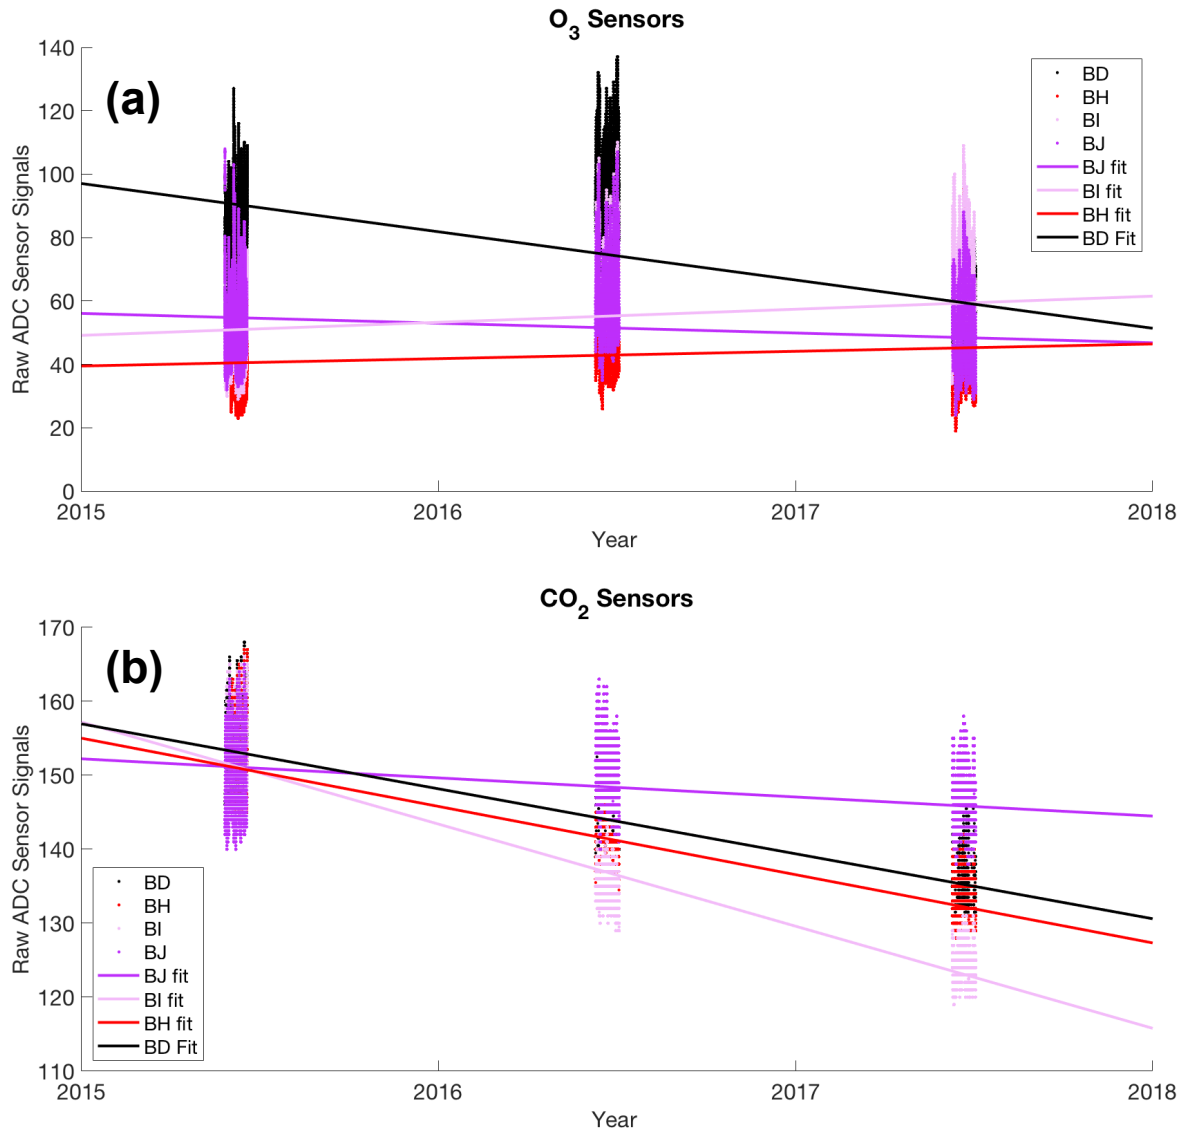 O3 Sensors
(a)
Raw ADC Sensor Signals
140
120
100
80
60
40
20
0
2015
2016
2017
2018
Year
BD
BH
BI
BJ
BJ fit
BI fit
BH fit
BD Fit
CO2 Sensors
(b)
Raw ADC Sensor Signals
170
160
150
140
130
120
110
2015
2016
2017
2018
Year
BD
BH
BI
BJ
BJ fit
BI fit
BH fit
BD Fit